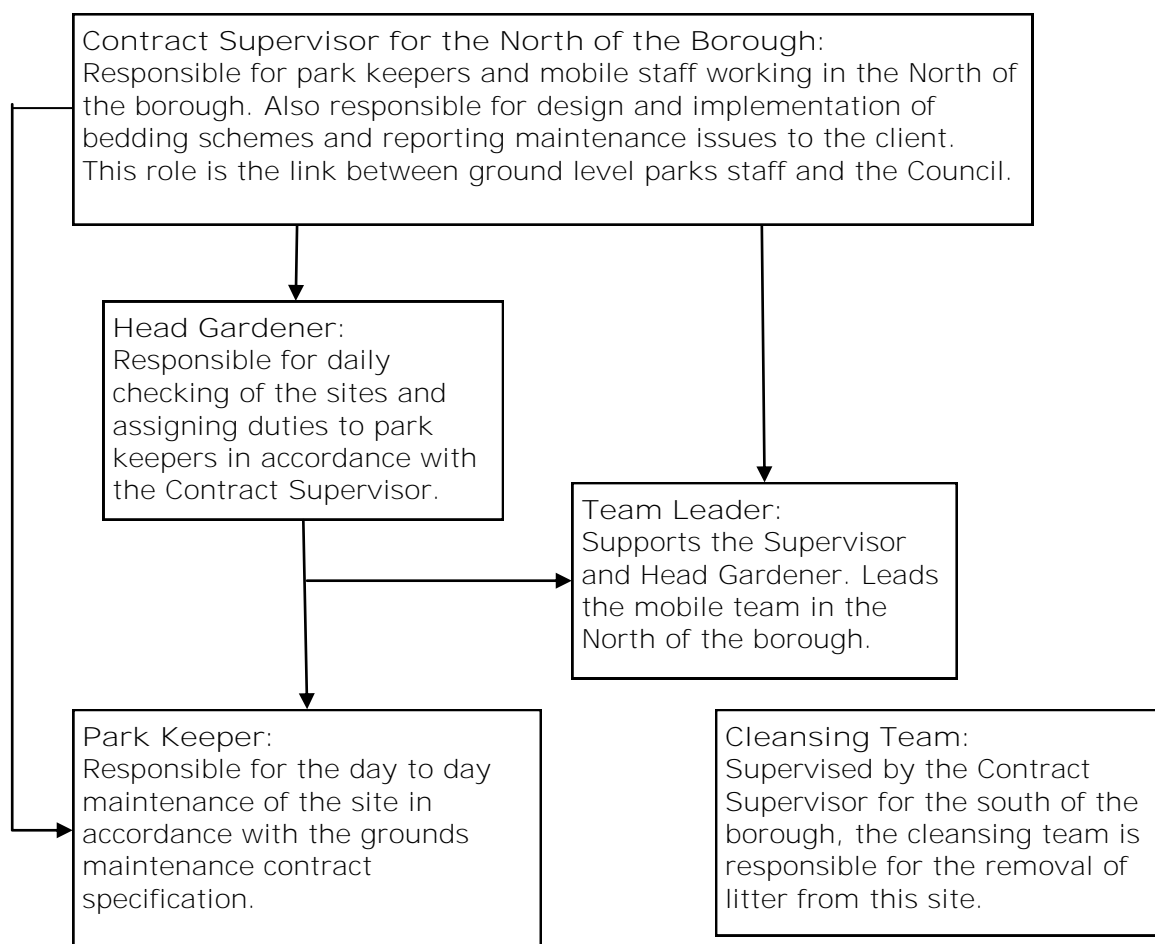 Contract Supervisor for the North of the Borough:
Responsible for park keepers and mobile staff working in the North of
the borough. Also responsible for design and implementation of
bedding schemes and reporting maintenance issues to the client.
This role is the link between ground level parks staff and the Council.
Head Gardener:
Responsible for daily
checking of the sites and
assigning duties to park
keepers in accordance with
the Contract Supervisor.
Team Leader:
Supports the Supervisor
and Head Gardener. Leads
the mobile team in the
North of the borough.
Park Keeper:
Responsible for the day to day
maintenance of the site in
accordance with the grounds
maintenance contract
specification.
Cleansing Team:
Supervised by the Contract
Supervisor for the south of the
borough, the cleansing team is
responsible for the removal of
litter from this site.